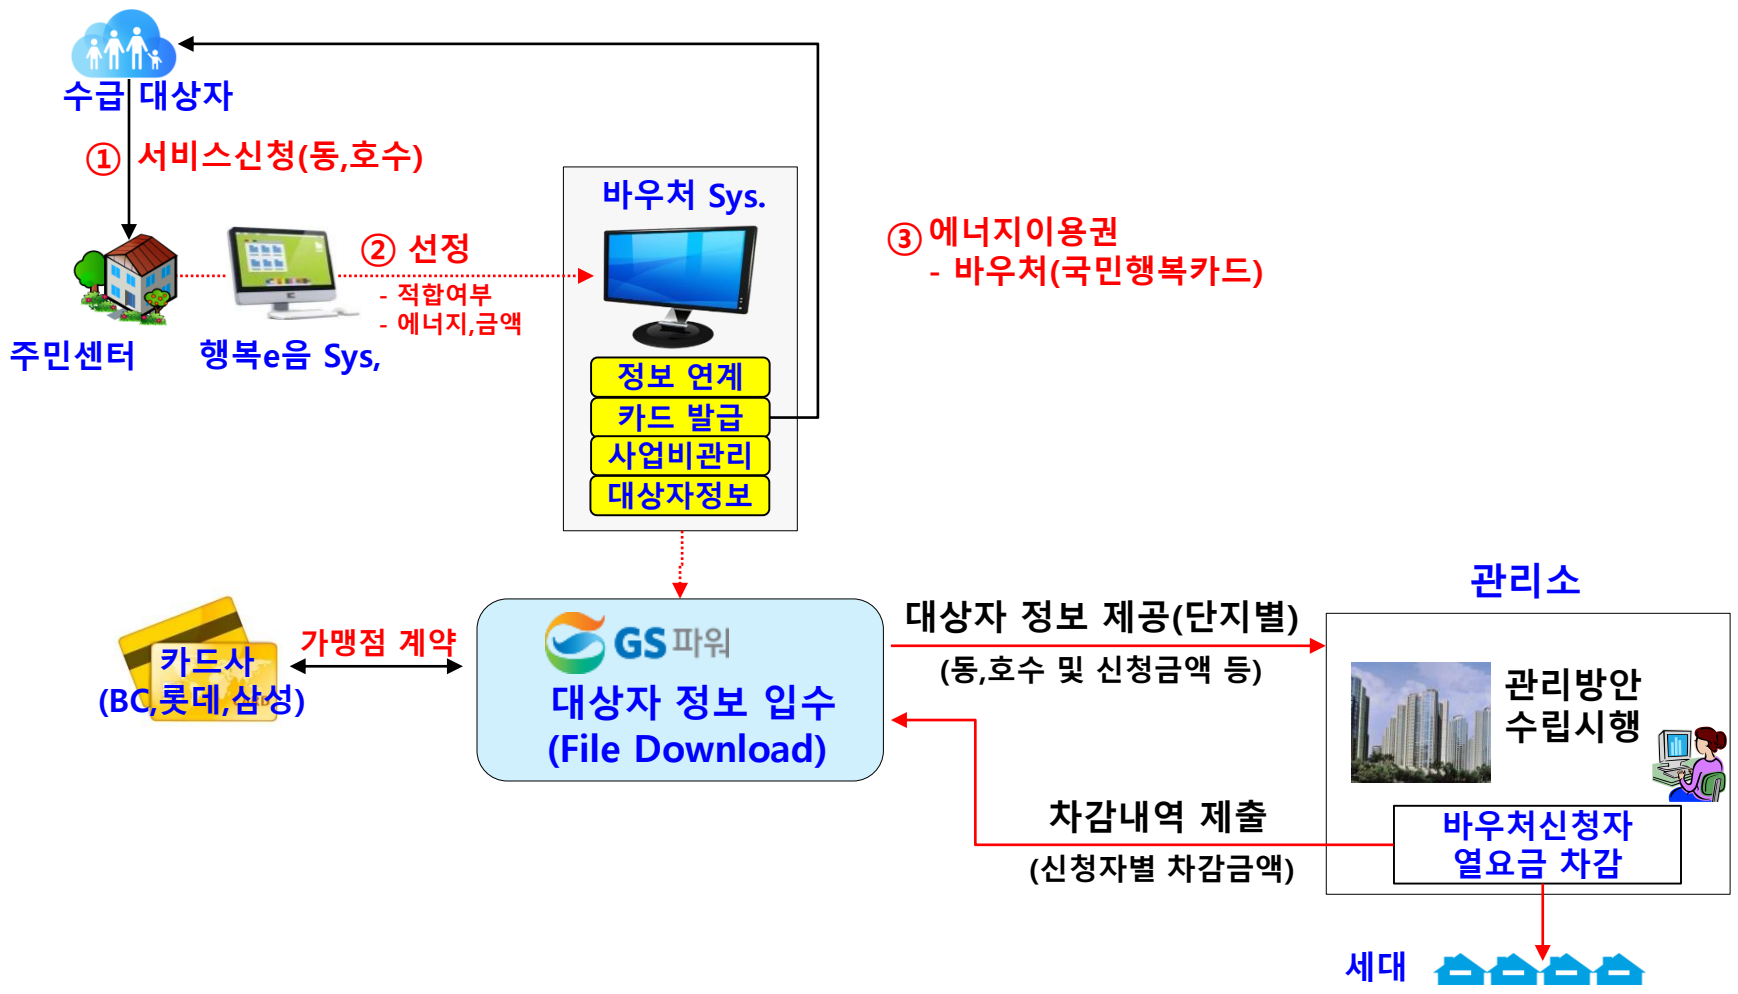 수급 대상자
① 서비스신청(동,호수)
바우처 Sys.
② 선정
- 적합여부
- 에너지,금액
③ 에너지이용권
- 바우처(국민행복카드)
주민센터
행복e음 Sys,
정보 연계
카드 발급
사업비관리
대상자정보
관리소
카드사
(BC,롯데,삼성)
가맹점 계약
GS파워
대상자 정보 입수
(File Download)
대상자 정보 제공(단지별)
(동,호수 및 신청금액 등)
관리방안
수립시행
차감내역 제출
(신청자별 차감금액)
바우처신청자
열요금 차감
세대